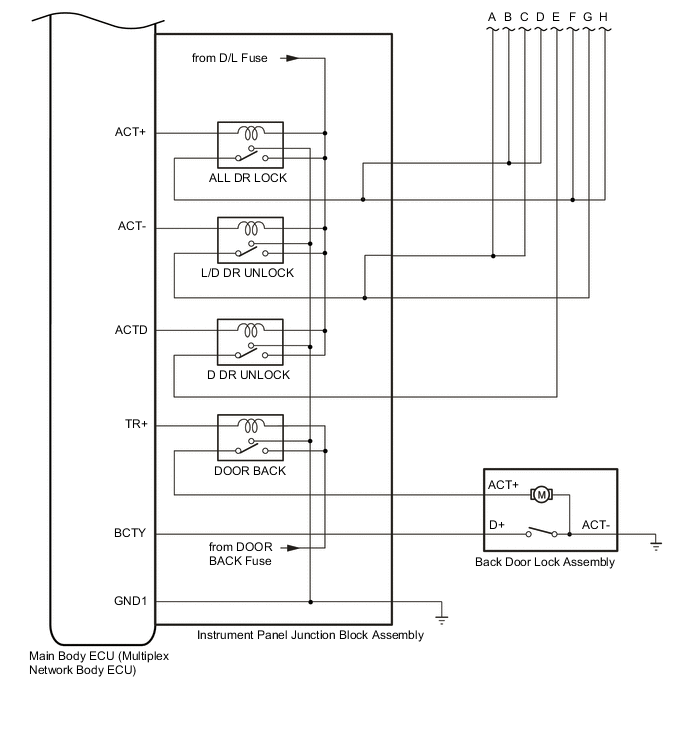 A B C D E F G H
from D/L Fuse
ACT+
ALL DR LOCK
ACT-
L/D DR UNLOCK
ACTD
D DR UNLOCK
TR+
DOOR BACK
ACT+
M
BCTY
D+
ACT-
from DOOR
BACK Fuse
Back Door Lock Assembly
GND1
Instrument Panel Junction Block Assembly
Main Body ECU (Multiplex
Network Body ECU)